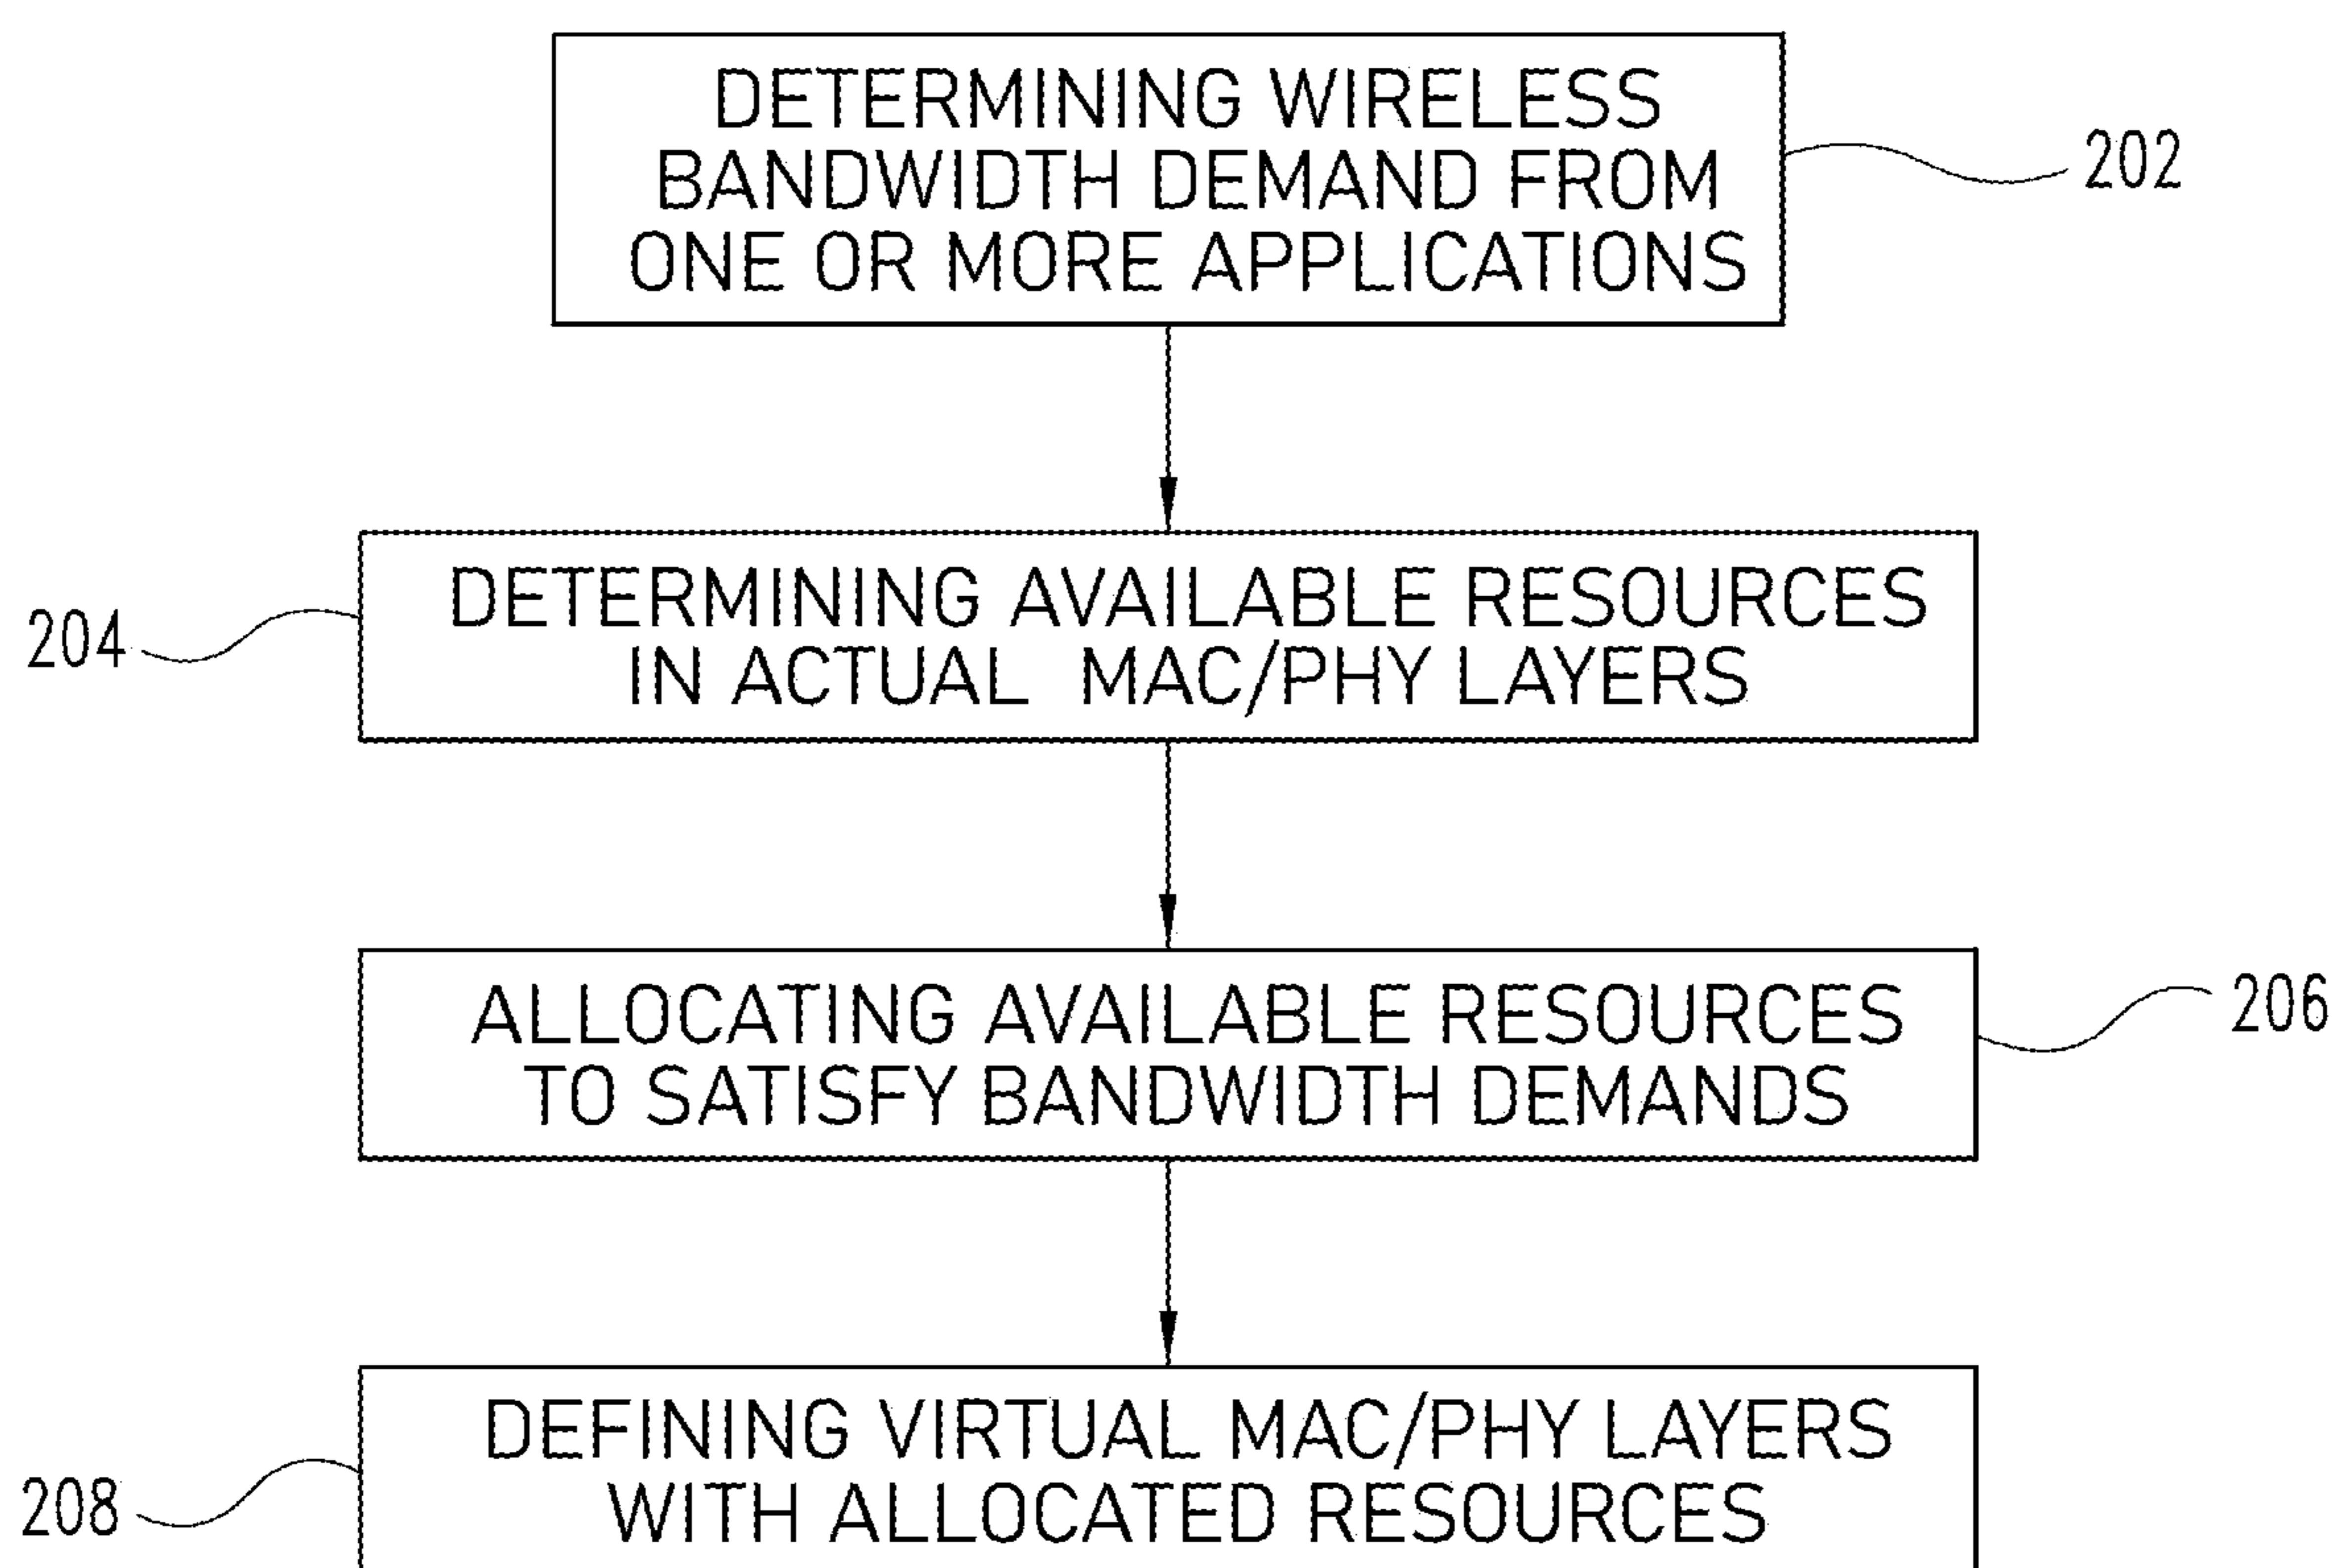 DETERMINING WIRELESS
BANDWIDTH DEMAND FROM
ONE OR MORE APPLICATIONS
202
DETERMINING AVAILABLE RESOURCES
IN ACTUAL MAC/PHY LAYERS
204
ALLOCATING AVAILABLE RESOURCES
TO SATISFY BANDWIDTH DEMANDS
206
DEFINING VIRTUAL MAC/PHY LAYERS
WITH ALLOCATED RESOURCES
208